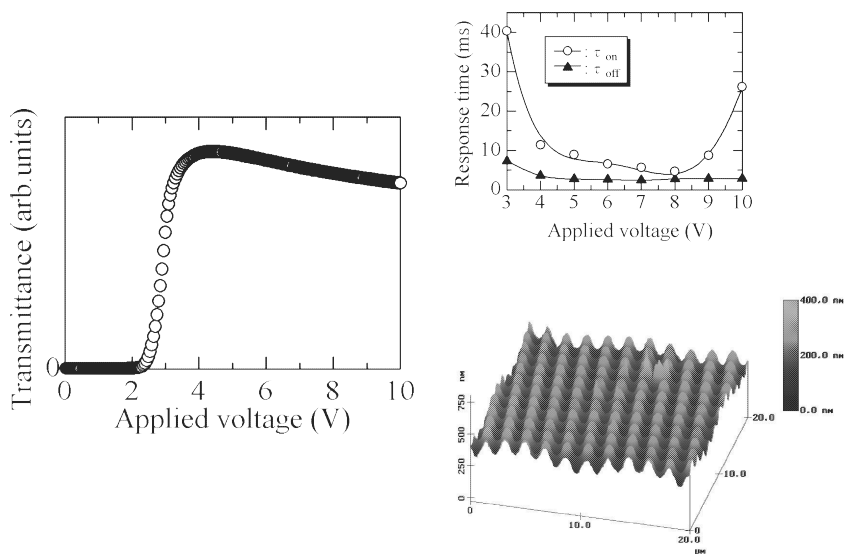 Transmittance (arb.units)
0
0 2 4 6 8 10
Applied voltage (V)
Response time (ms)
40
30
20
10
0
: τ on
: τ off
3 4 5 6 7 8 9 10
Applied voltage (V)
400.0 nm
200.0 nm
0.0 nm
nm
750
500
250
0
0
10.0
20.0
μm
0
10.0
20.0